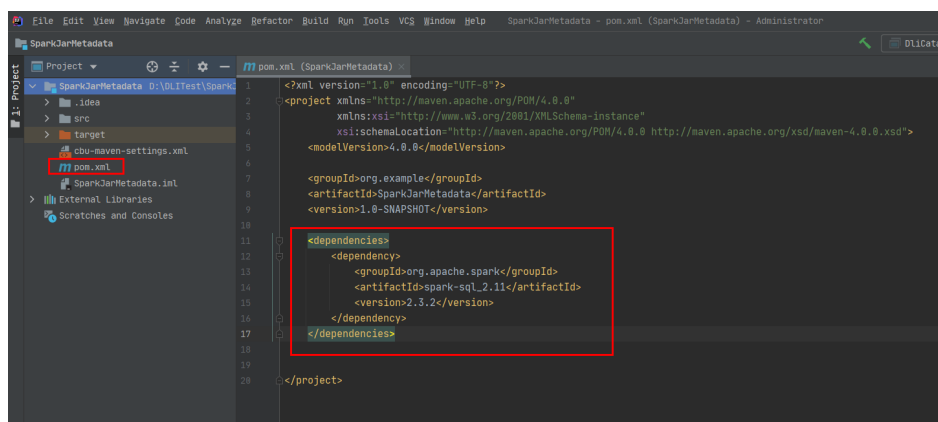 File Edit View Navigate Code Analyze Refactor Build Run Tools VCS Window Help SparkJarMetadata - pom.xml (SparkJarMetadata) - Administrator
SparkJarMetadata
DliCata
1: Project
Project
pom.xml (SparkJarMetadata)
SparkJarMetadata D:\DLITest\SparkJ
.idea
src
target
cbu-maven-settings.xml
pom.xml
SparkJarMetadata.iml
External Libraries
Scratches and Consoles
1 <?xml version="1.0" encoding="UTF-8"?>
2 <project xmlns="http://maven.apache.org/POM/4.0.0"
3 xmlns:xsi="http://www.w3.org/2001/XMLSchema-instance"
4 xsi:schemaLocation="http://maven.apache.org/POM/4.0.0 http://maven.apache.org/xsd/maven-4.0.0.xsd">
5 <modelVersion>4.0.0</modelVersion>
6
7 <groupId>org.example</groupId>
8 <artifactId>SparkJarMetadata</artifactId>
9 <version>1.0-SNAPSHOT</version>
10
11 <dependencies>
12 <dependency>
13 <groupId>org.apache.spark</groupId>
14 <artifactId>spark-sql_2.11</artifactId>
15 <version>2.3.2</version>
16 </dependency>
17 </dependencies>
18
19
20 </project>